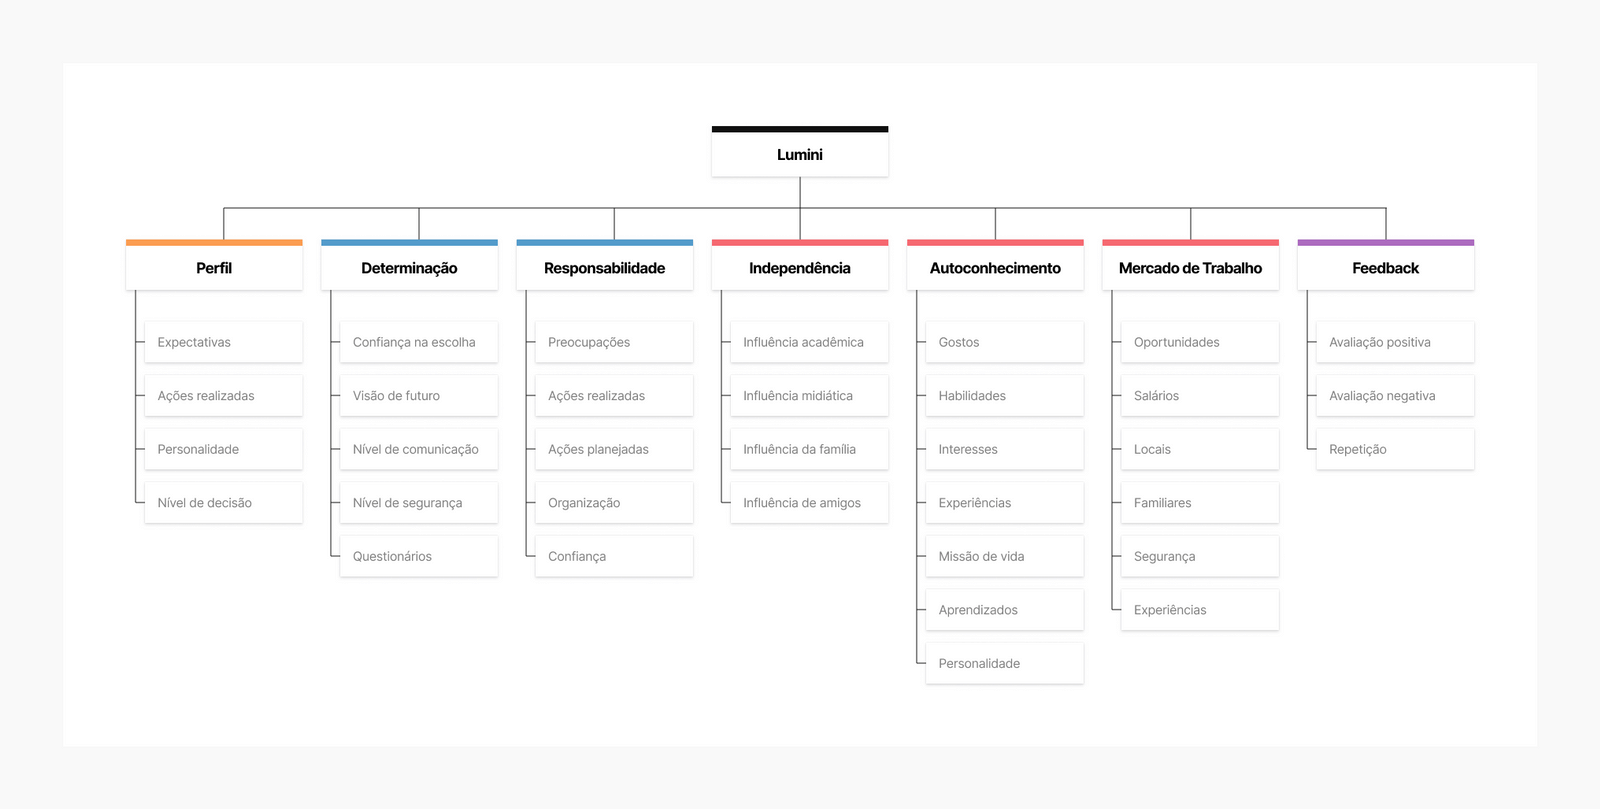 Lumini
Perfil
Expectativas
Ações realizadas
Personalidade
Nível de decisão
Determinação
Confiança na escolha
Visão de futuro
Nível de comunicação
Nível de segurança
Questionários
Responsabilidade
Preocupações
Ações realizadas
Ações planejadas
Organização
Confiança
Independência
Influência acadêmica
Influência midiática
Influência da família
Influência de amigos
Autoconhecimento
Gostos
Habilidades
Interesses
Experiências
Missão de vida
Aprendizados
Personalidade
Mercado de Trabalho
Oportunidades
Salários
Locais
Familiares
Segurança
Experiências
Feedback
Avaliação positiva
Avaliação negativa
Repetição